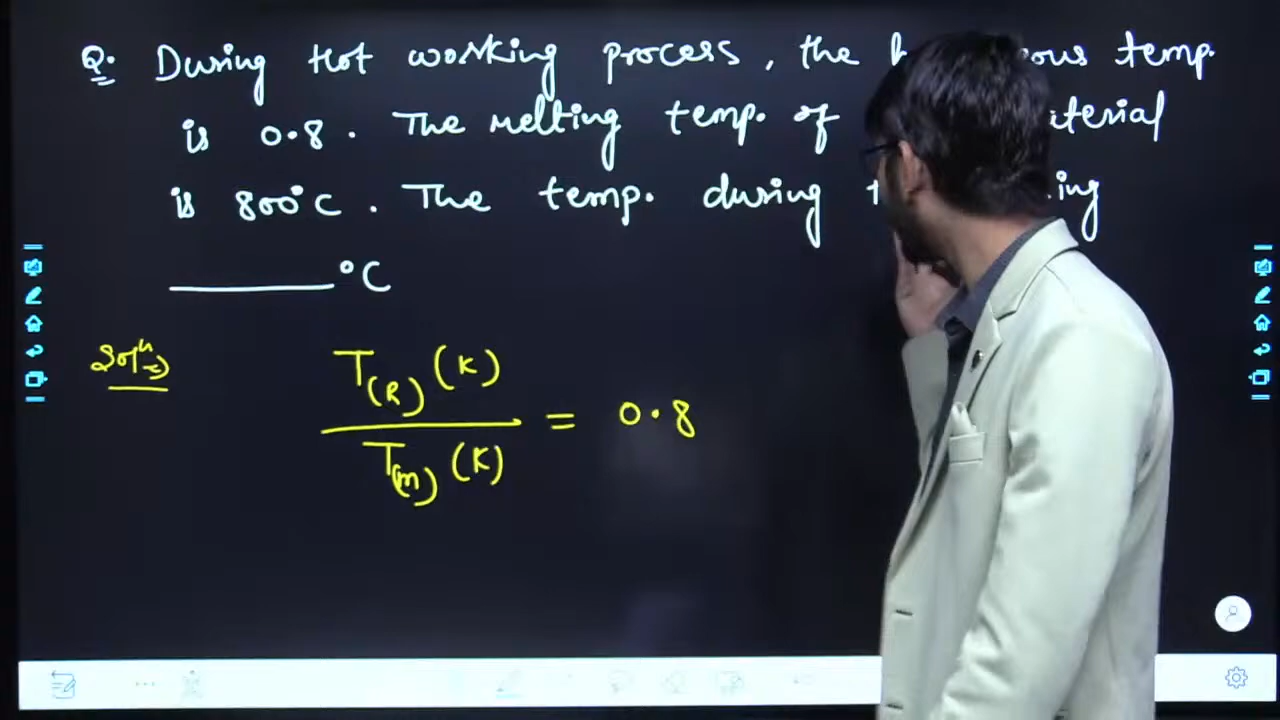 Q. During Hot working process, the temp.
is 0.8. The Melting temp. of
is 800°C. The temp. during
°C
Solⁿ
T(R) (K)
= 0.8
T(m) (K)